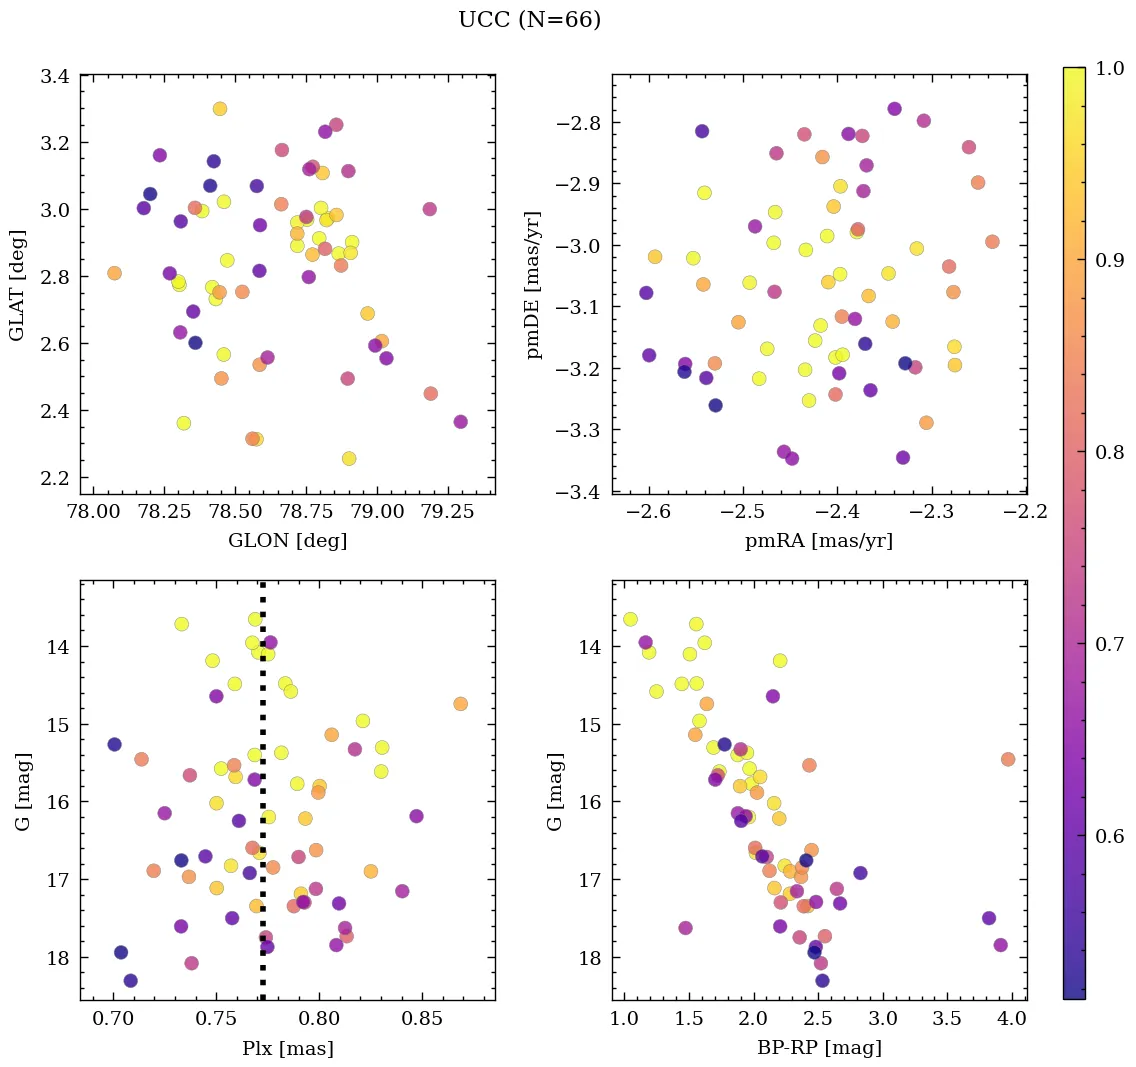 UCC (N=66)
3.4
3.2
3.0
2.8
2.6
2.4
2.2
GLAT [deg]
78.00 78.25 78.50 78.75 79.00 79.25
GLON [deg]
−2.8
−2.9
−3.0
−3.1
−3.2
−3.3
−3.4
pmDE [mas/yr]
−2.6 −2.5 −2.4 −2.3 −2.2
pmRA [mas/yr]
14
15
16
17
18
G [mag]
0.70 0.75 0.80 0.85
Plx [mas]
14
15
16
17
18
G [mag]
1.0 1.5 2.0 2.5 3.0 3.5 4.0
BP-RP [mag]
1.0
0.9
0.8
0.7
0.6